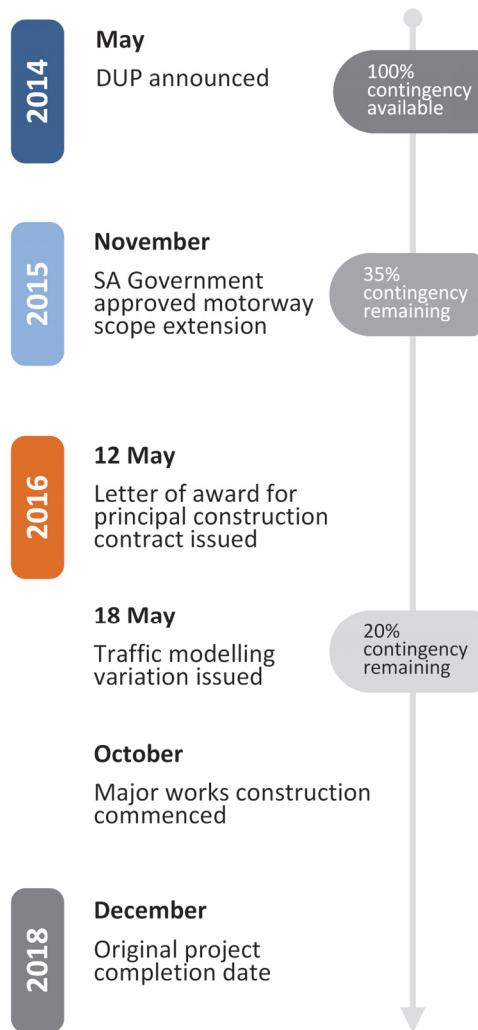 2014
May
DUP announced
100%
contingency
available
2015
November
SA Government
approved motorway
scope extension
35%
contingency
remaining
2016
12 May
Letter of award for
principal construction
contract issued
18 May
Traffic modelling
variation issued
20%
contingency
remaining
October
Major works construction
commenced
2018
December
Original project
completion date